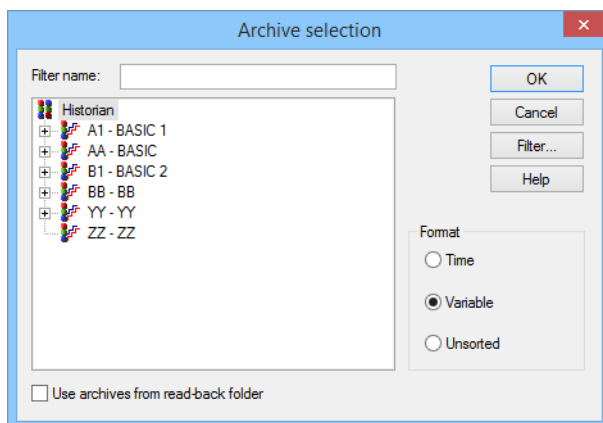 Archive selection
Filter name:
OK
Historian
Cancel
A1 - BASIC 1
AA - BASIC
Filter...
B1 - BASIC 2
Help
BB - BB
YY - YY
ZZ - ZZ
Format
Time
Variable
Unsorted
Use archives from read-back folder